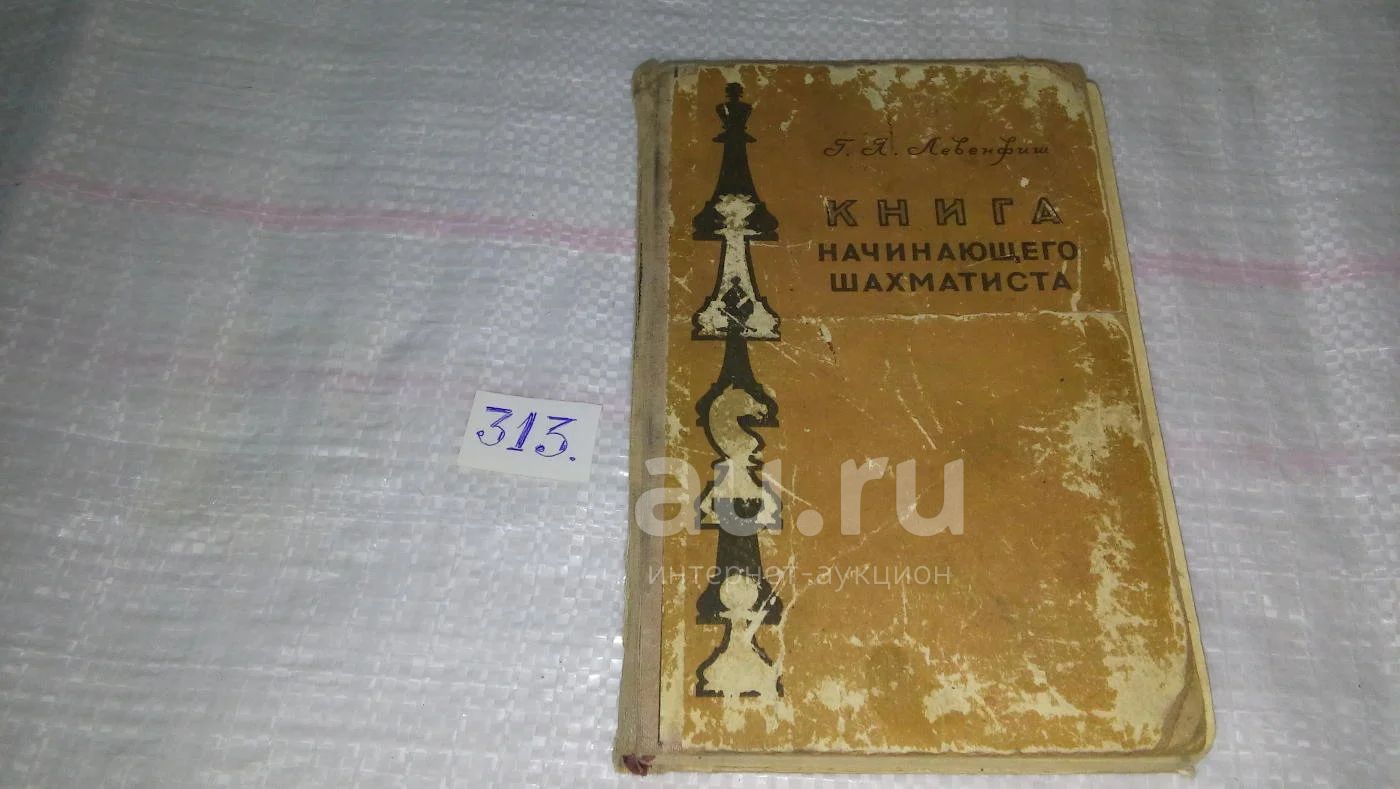 Г. Я. Левенфиш
КНИГА
НАЧИНАЮЩЕГО
ШАХМАТИСТА
313.
au.ru
интернет-аукцион